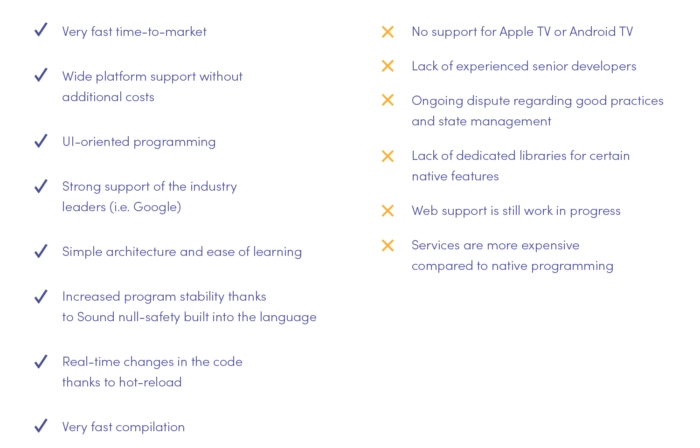 Very fast time-to-market
Wide platform support without
additional costs
UI-oriented programming
Strong support of the industry
leaders (i.e. Google)
Simple architecture and ease of learning
Increased program stability thanks
to Sound null-safety built into the language
Real-time changes in the code
thanks to hot-reload
Very fast compilation
No support for Apple TV or Android TV
Lack of experienced senior developers
Ongoing dispute regarding good practices
and state management
Lack of dedicated libraries for certain
native features
Web support is still work in progress
Services are more expensive
compared to native programming